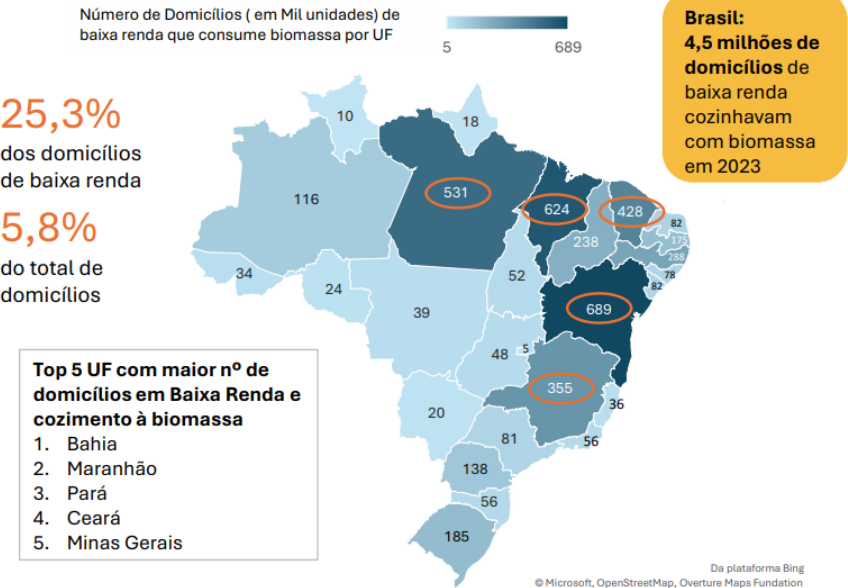 Número de Domicílios ( em Mil unidades) de
baixa renda que consume biomassa por UF
5
689
Brasil:
4,5 milhões de
domicílios de
baixa renda
cozinhavam
com biomassa
em 2023
25,3%
dos domicílios
de baixa renda
5,8%
do total de
domicílios
10
18
116
531
624
428
82
175
238
288
78
82
34
24
52
39
689
48
5
355
36
20
81
56
138
56
185
Top 5 UF com maior nº de
domicílios em Baixa Renda e
cozimento à biomassa
1. Bahia
2. Maranhão
3. Pará
4. Ceará
5. Minas Gerais
Da plataforma Bing
© Microsoft, OpenStreetMap, Overture Maps Fundation